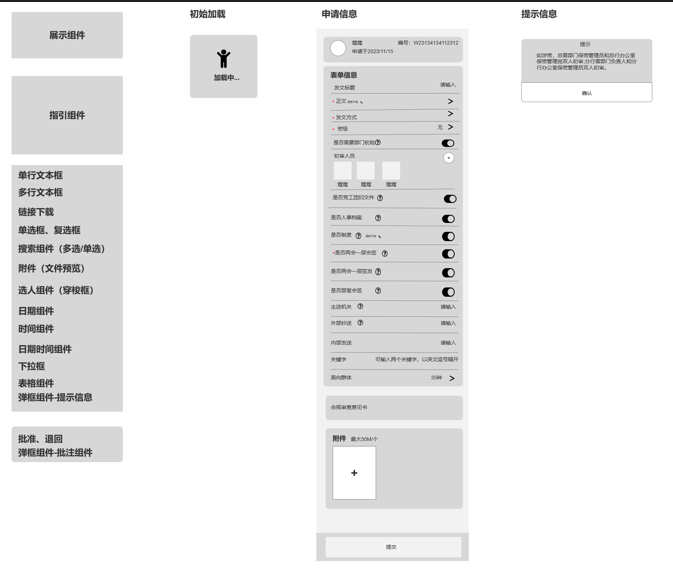 展示组件
指引组件
单行文本框
多行文本框
链接下载
单选框、复选框
搜索组件（多选/单选）
附件（文件预览）
选人组件（穿梭框）
日期组件
时间组件
日期时间组件
下拉框
表格组件
弹框组件-提示信息
批准、退回
弹框组件-批注组件
初始加载
加载中...
申请信息
编号：W23134134112312
申请于2023/11/15
表单信息
发文标题 请输入
正文
发文方式
密级 无
是否需要部门初审?
初审人员
+
是否党工团妇文件 ?
是否人事档案 ?
是否制度 ?
*是否两会一层会签 ?
是否两会一层签发 ?
是否部室会签 ?
主送机关 ? 请输入
外部抄送 ? 请输入
内部发送 请输入
关键字 可输入两个关键字，以英文逗号隔开
面向群体
合规审查意见书
附件 最大50M/个
+
提交
提示信息
提示
如涉密，总需部门保密管理员和总行办公室
保密管理员双人初审;分行需部门负责人和分
行办公室保密管理员双人初审。
确认